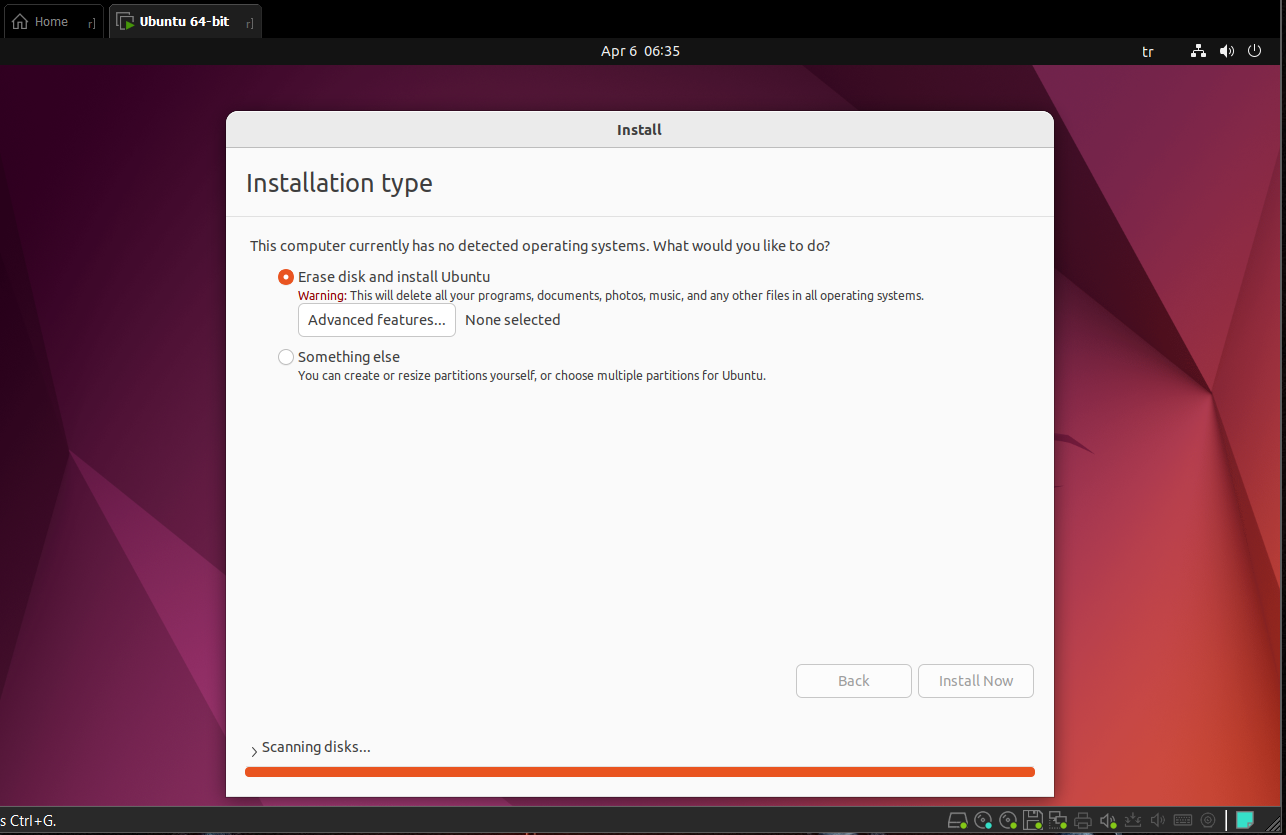 Home
Ubuntu 64-bit
Apr 6 06:35
tr
Install
Installation type
This computer currently has no detected operating systems. What would you like to do?
Erase disk and install Ubuntu
Warning: This will delete all your programs, documents, photos, music, and any other files in all operating systems.
Advanced features... None selected
Something else
You can create or resize partitions yourself, or choose multiple partitions for Ubuntu.
Back
Install Now
Scanning disks...
s Ctrl+G.